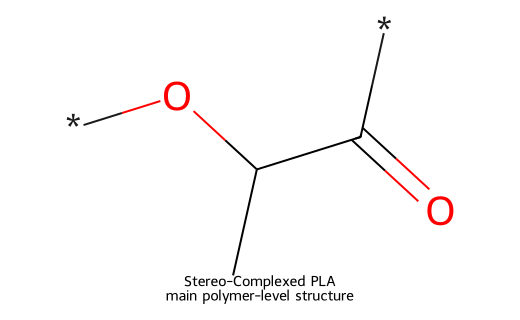 *
* O
O
Stereo-Complexed PLA
main polymer-level structure